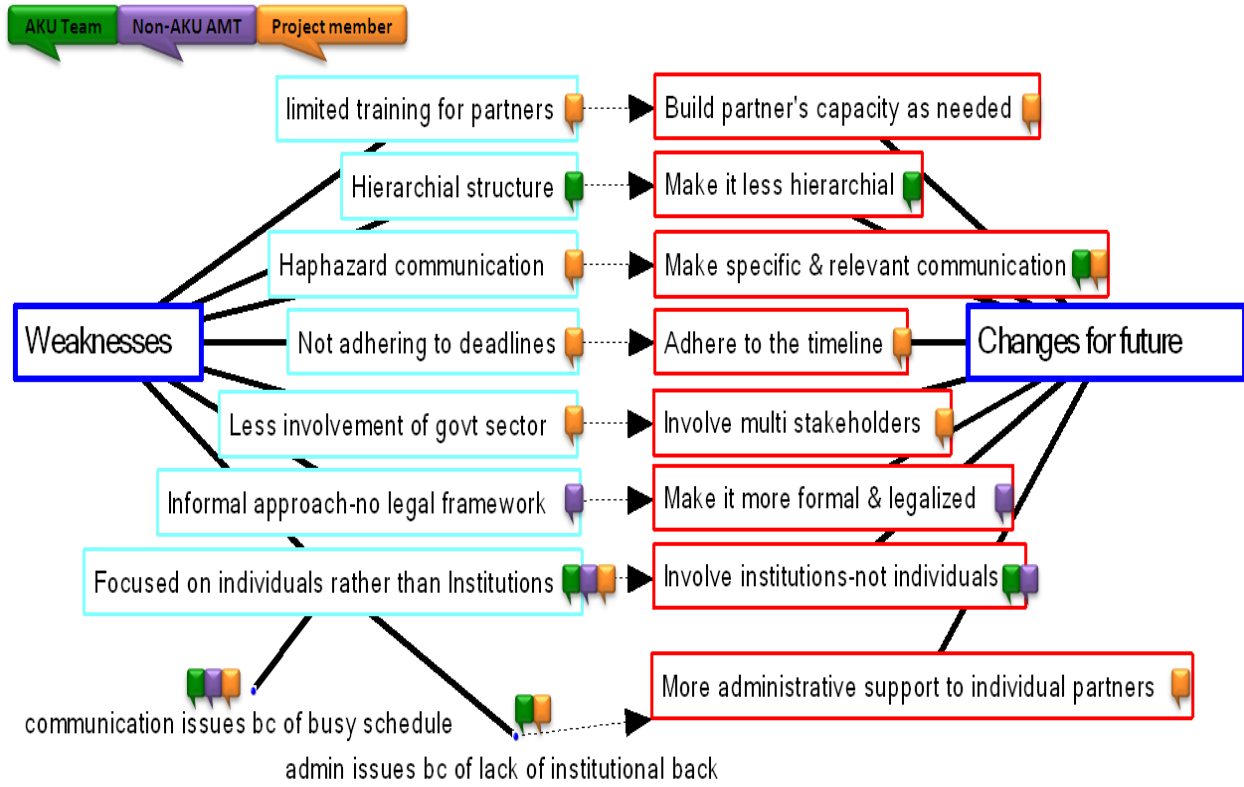 AKU Team
Non-AKU AMT
Project member
limited training for partners
Build partner's capacity as needed
Hierarchial structure
Make it less hierarchial
Haphazard communication
Make specific & relevant communication
Weaknesses
Not adhering to deadlines
Adhere to the timeline
Changes for future
Less involvement of govt sector
Involve multi stakeholders
Informal approach-no legal framework
Make it more formal & legalized
Focused on individuals rather than Institutions
Involve institutions-not individuals
More administrative support to individual partners
communication issues bc of busy schedule
admin issues bc of lack of institutional back